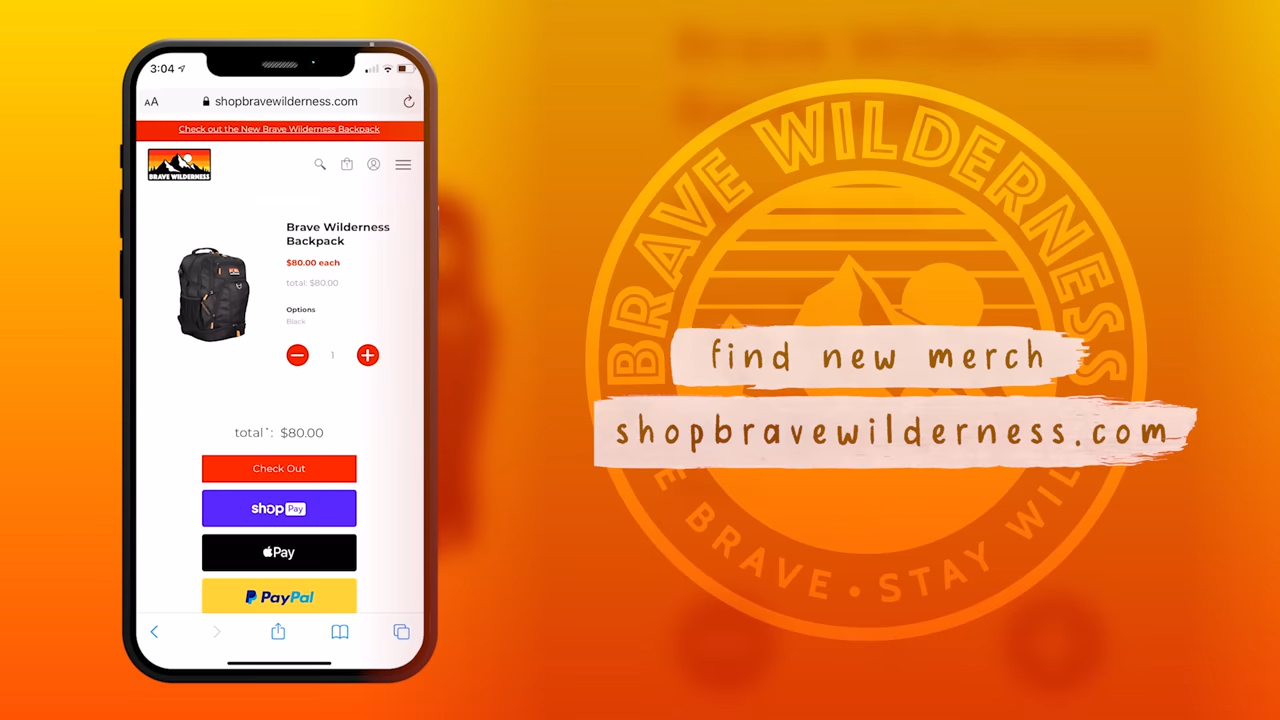 3:04
AA
shopbravewilderness.com
Check out the New Brave Wilderness Backpack
BRAVE WILDERNESS
1
Brave Wilderness
Backpack
$80.00 each
total: $80.00
Options
Black
1
total*: $80.00
Check Out
shop Pay
Pay
PayPal
BRAVE WILDERNESS
find new merch
shopbravewilderness.com
BRAVE • STAY WIL